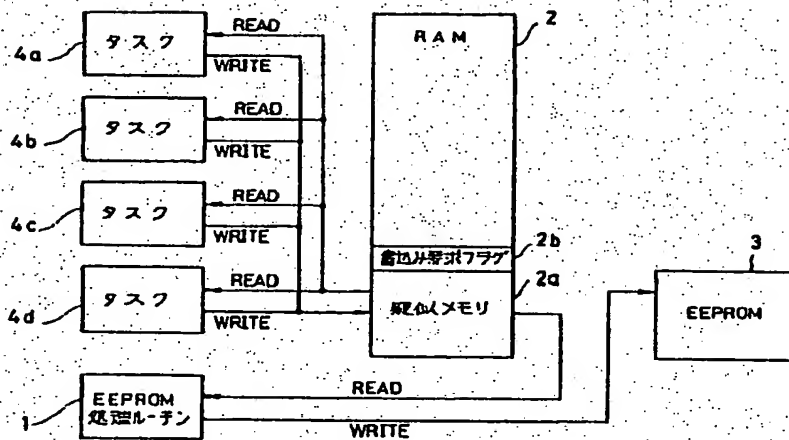 READ
タスク
4a
WRITE
RAM
2
READ
タスク
4b
WRITE
READ
タスク
4c
WRITE
書込み要求フラグ
2b
READ
タスク
4d
WRITE
疑似メモリ
2a
3
EEPROM
READ
EEPROM
処理ルーチン
1
WRITE